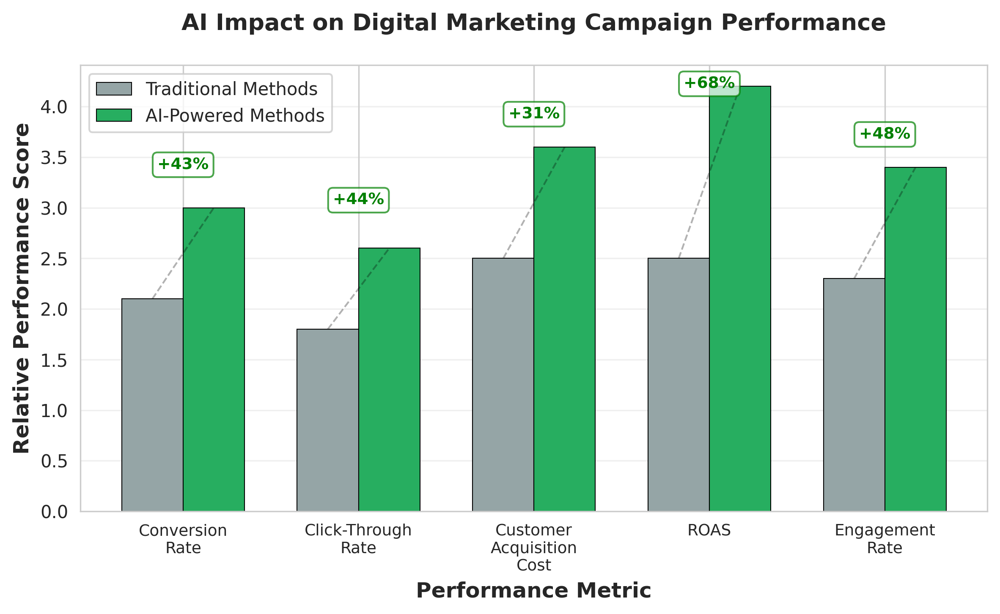 AI Impact on Digital Marketing Campaign Performance
Traditional Methods
AI-Powered Methods
+43%
+44%
+31%
+68%
+48%
Relative Performance Score
4.0
3.5
3.0
2.5
2.0
1.5
1.0
0.5
0.0
Conversion
Rate
Click-Through
Rate
Customer
Acquisition
Cost
ROAS
Engagement
Rate
Performance Metric